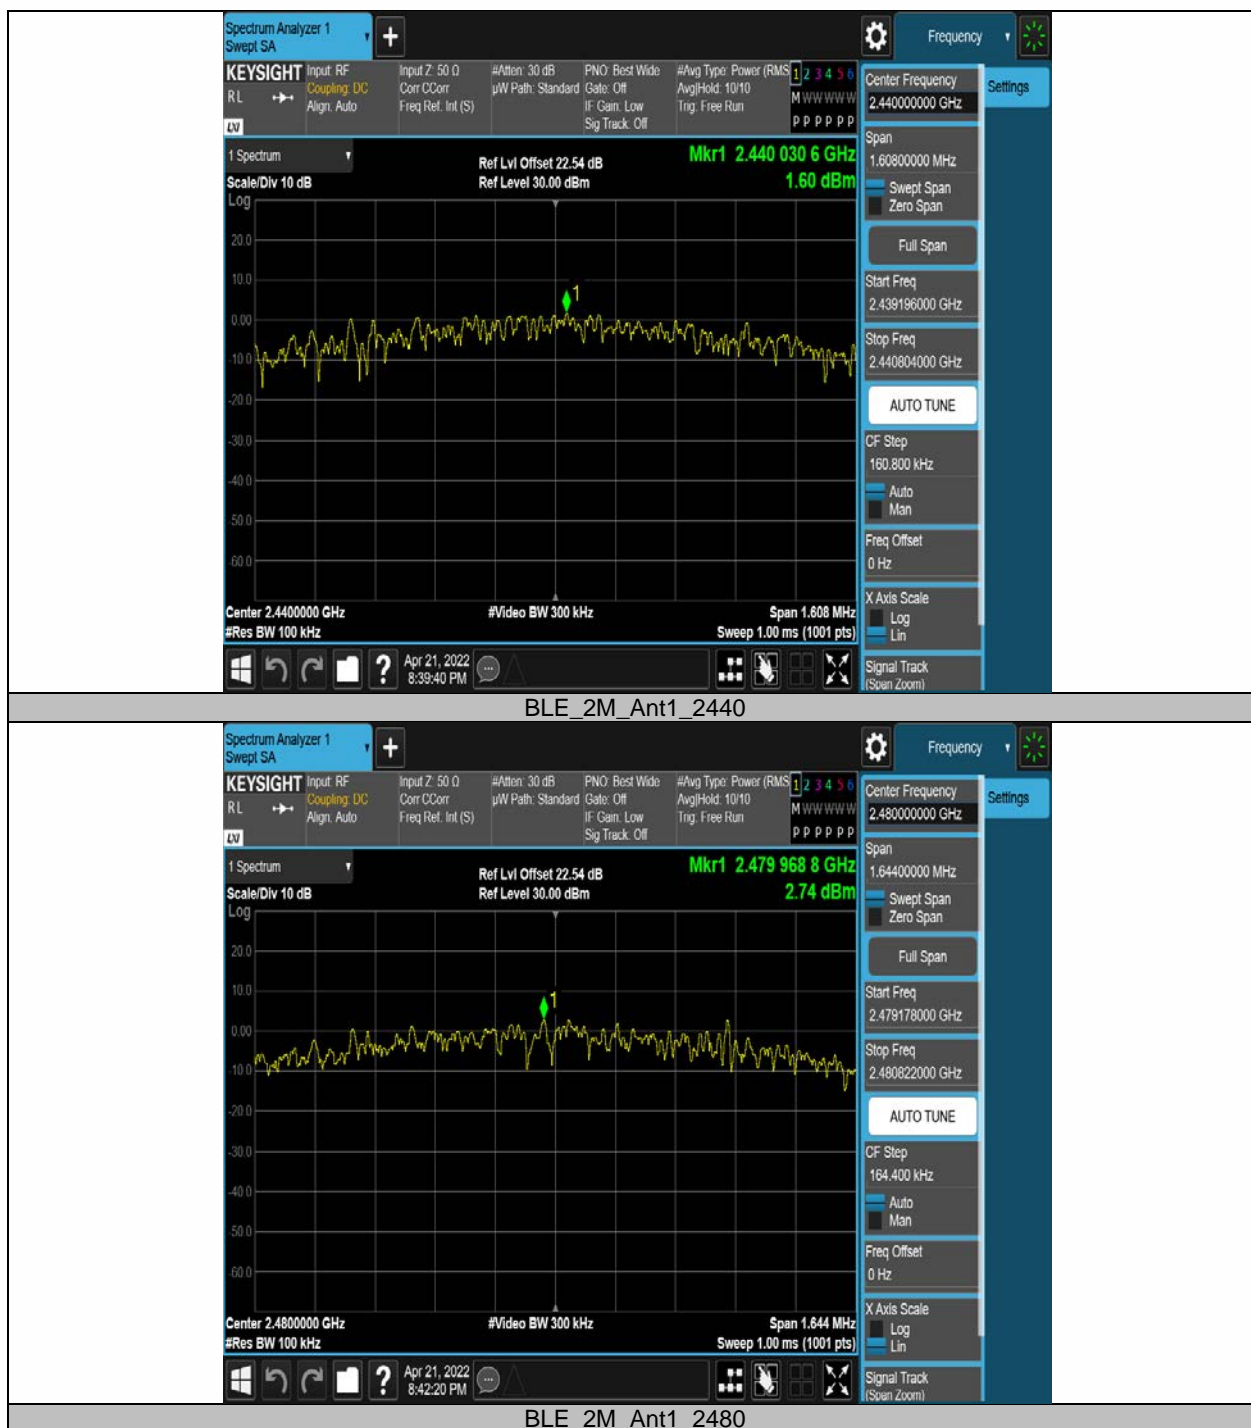 Spectrum Analyzer 1
Swept SA
+
Frequency
KEYSIGHT
RL
LXI
Input: RF
Coupling: DC
Align: Auto
Input Z: 50 Ω
Corr CCorr
Freq Ref: Int (S)
#Atten: 30 dB
µW Path: Standard
PNO: Best Wide
Gate: Off
IF Gain: Low
Sig Track: Off
#Avg Type: Power (RMS
Avg|Hold: 10/10
Trig: Free Run
1 2 3 4 5 6
M W W W W W
P P P P P P
1 Spectrum
Scale/Div 10 dB
Ref Lvl Offset 22.54 dB
Ref Level 30.00 dBm
Mkr1 2.440 030 6 GHz
1.60 dBm
Log
20.0
10.0
0.00
-10.0
-20.0
-30.0
-40.0
-50.0
-60.0
1
Center 2.4400000 GHz
#Res BW 100 kHz
#Video BW 300 kHz
Span 1.608 MHz
Sweep 1.00 ms (1001 pts)
?
Apr 21, 2022
8:39:40 PM
Center Frequency
2.440000000 GHz
Settings
Span
1.60800000 MHz
Swept Span
Zero Span
Full Span
Start Freq
2.439196000 GHz
Stop Freq
2.440804000 GHz
AUTO TUNE
CF Step
160.800 kHz
Auto
Man
Freq Offset
0 Hz
X Axis Scale
Log
Lin
Signal Track
(Span Zoom)
BLE_2M_Ant1_2440
Spectrum Analyzer 1
Swept SA
+
Frequency
KEYSIGHT
RL
LXI
Input: RF
Coupling: DC
Align: Auto
Input Z: 50 Ω
Corr CCorr
Freq Ref: Int (S)
#Atten: 30 dB
µW Path: Standard
PNO: Best Wide
Gate: Off
IF Gain: Low
Sig Track: Off
#Avg Type: Power (RMS
Avg|Hold: 10/10
Trig: Free Run
1 2 3 4 5 6
M W W W W W
P P P P P P
1 Spectrum
Scale/Div 10 dB
Ref Lvl Offset 22.54 dB
Ref Level 30.00 dBm
Mkr1 2.479 968 8 GHz
2.74 dBm
Log
20.0
10.0
0.00
-10.0
-20.0
-30.0
-40.0
-50.0
-60.0
1
Center 2.4800000 GHz
#Res BW 100 kHz
#Video BW 300 kHz
Span 1.644 MHz
Sweep 1.00 ms (1001 pts)
?
Apr 21, 2022
8:42:20 PM
Center Frequency
2.480000000 GHz
Settings
Span
1.64400000 MHz
Swept Span
Zero Span
Full Span
Start Freq
2.479178000 GHz
Stop Freq
2.480822000 GHz
AUTO TUNE
CF Step
164.400 kHz
Auto
Man
Freq Offset
0 Hz
X Axis Scale
Log
Lin
Signal Track
(Span Zoom)
BLE_2M_Ant1_2480